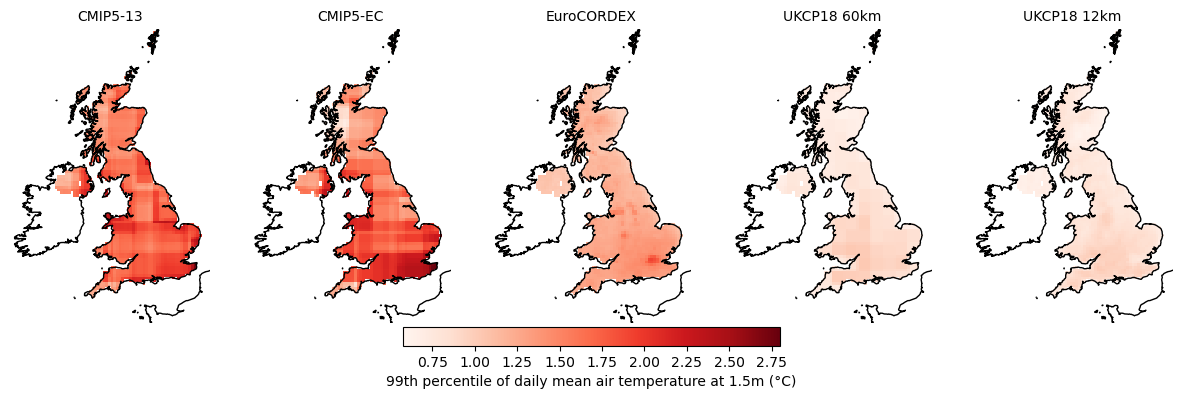 CMIP5-13 CMIP5-EC EuroCORDEX UKCP18 60km UKCP18 12km
0.75 1.00 1.25 1.50 1.75 2.00 2.25 2.50 2.75
99th percentile of daily mean air temperature at 1.5m (°C)